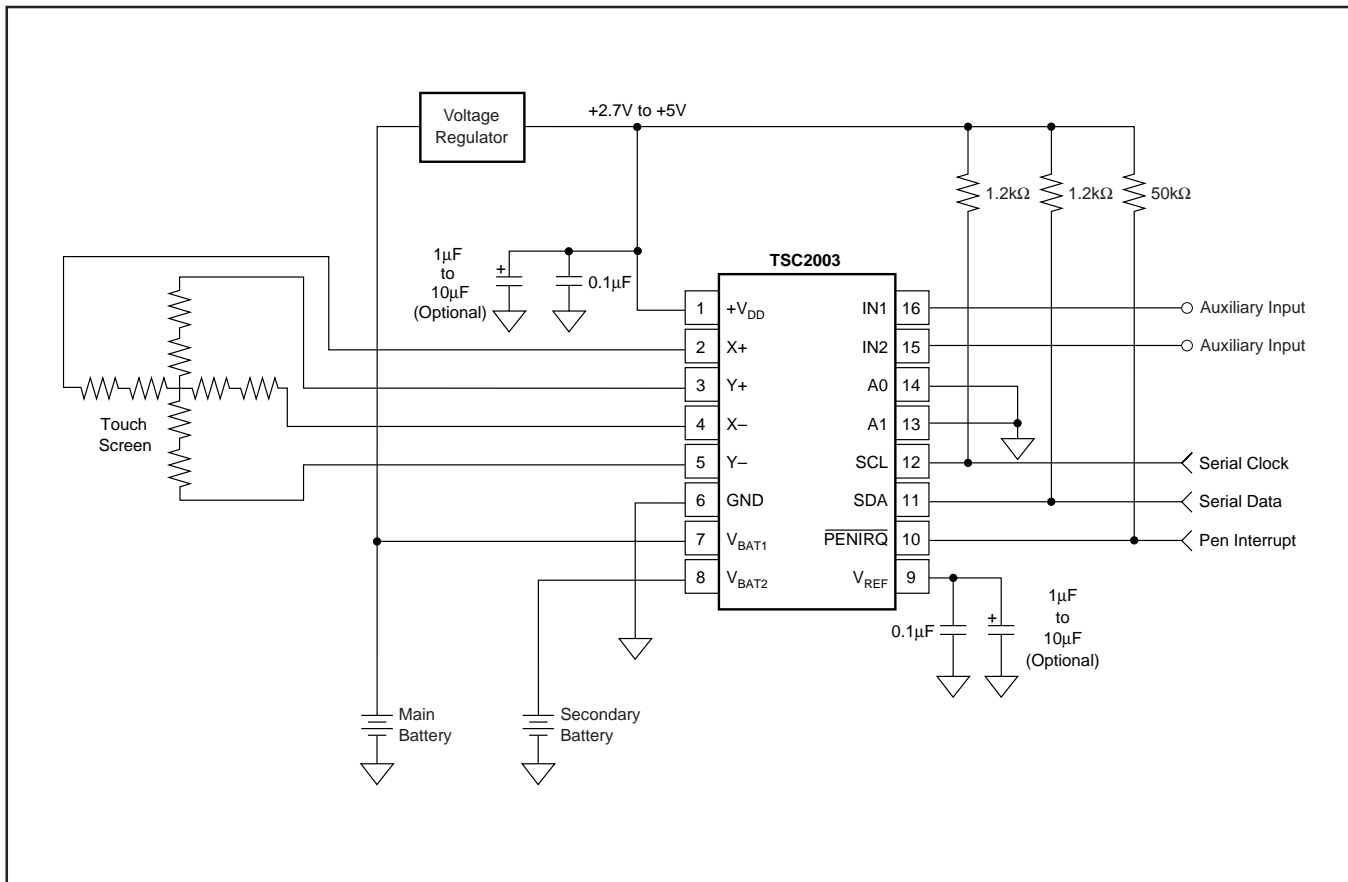 Voltage
Regulator
+2.7V to +5V
1.2kΩ
1.2kΩ
50kΩ
1µF
to
10µF
(Optional)
0.1µF
TSC2003
1
+VDD
2
X+
3
Y+
4
X–
5
Y–
6
GND
7
VBAT1
8
VBAT2
IN1
16
IN2
15
A0
14
A1
13
SCL
12
SDA
11
PENIRQ
10
VREF
9
Auxiliary Input
Auxiliary Input
Serial Clock
Serial Data
Pen Interrupt
Touch
Screen
+
0.1µF
+
1µF
to
10µF
(Optional)
Main
Battery
Secondary
Battery